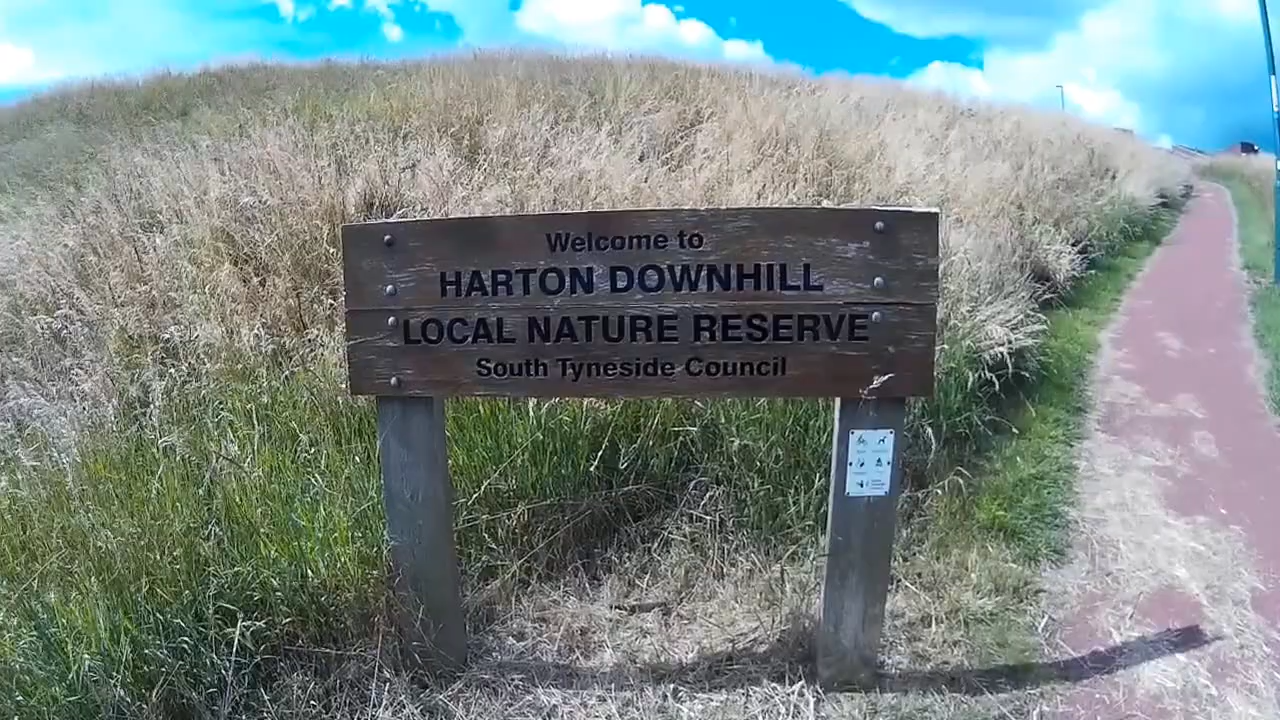 Welcome to
HARTON DOWNHILL
LOCAL NATURE RESERVE
South Tyneside Council